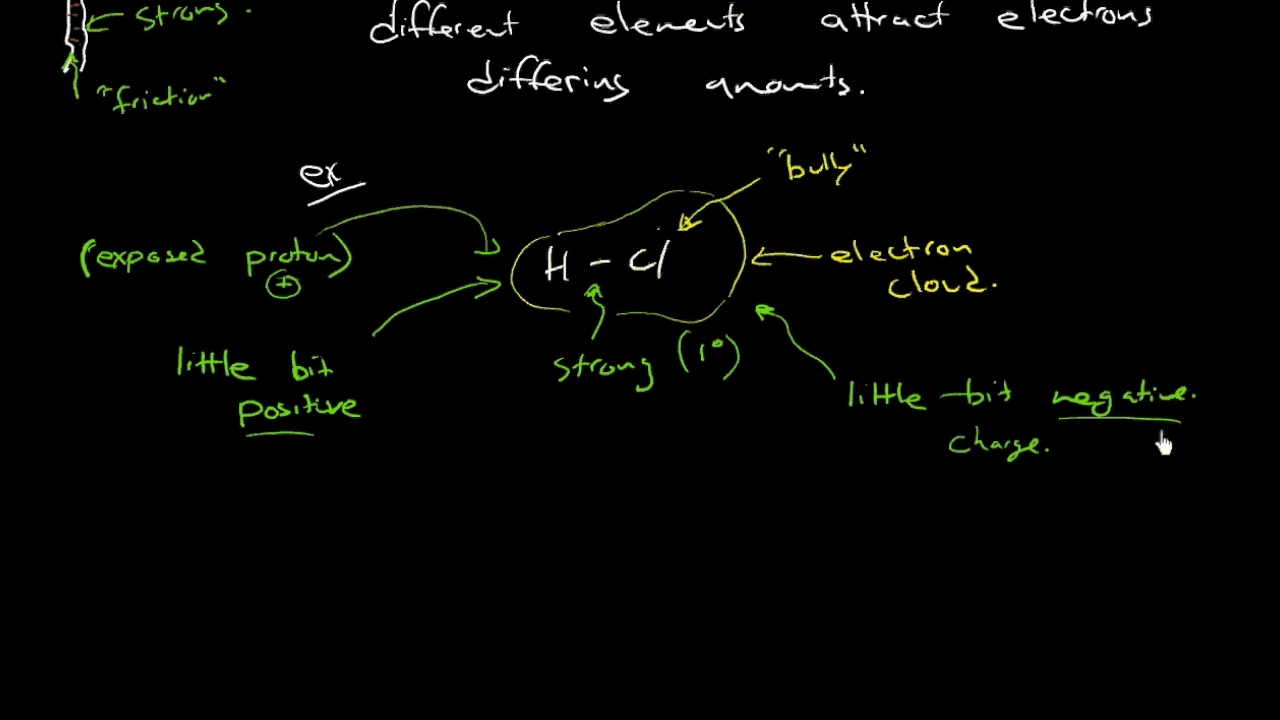 strong.
different elements attract electrons
"friction"
differing amounts.
ex
"bully"
(exposed proton)
+
H - Cl
electron
cloud.
little bit
positive
strong (1°)
little bit negative.
charge.